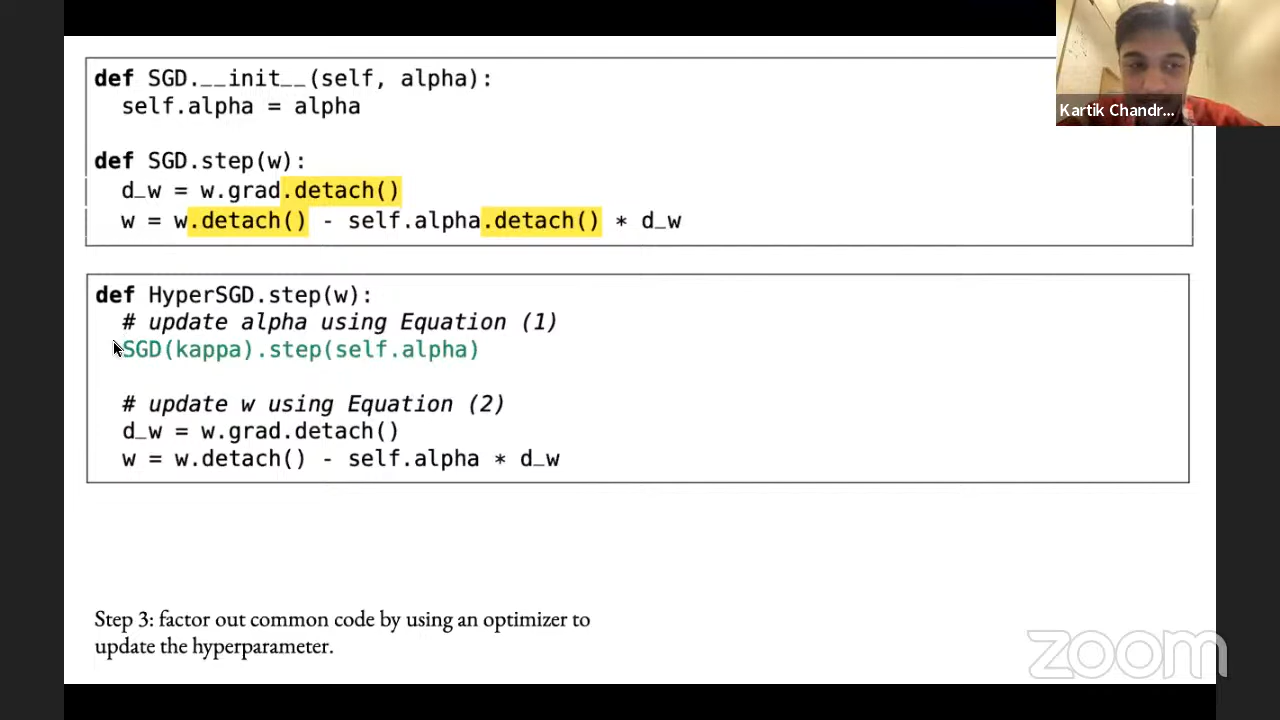 def SGD.__init__(self, alpha):
self.alpha = alpha
def SGD.step(w):
d_w = w.grad.detach()
w = w.detach() - self.alpha.detach() * d_w
def HyperSGD.step(w):
# update alpha using Equation (1)
SGD(kappa).step(self.alpha)
# update w using Equation (2)
d_w = w.grad.detach()
w = w.detach() - self.alpha * d_w
Step 3: factor out common code by using an optimizer to
update the hyperparameter.
Kartik Chandr...
zoom